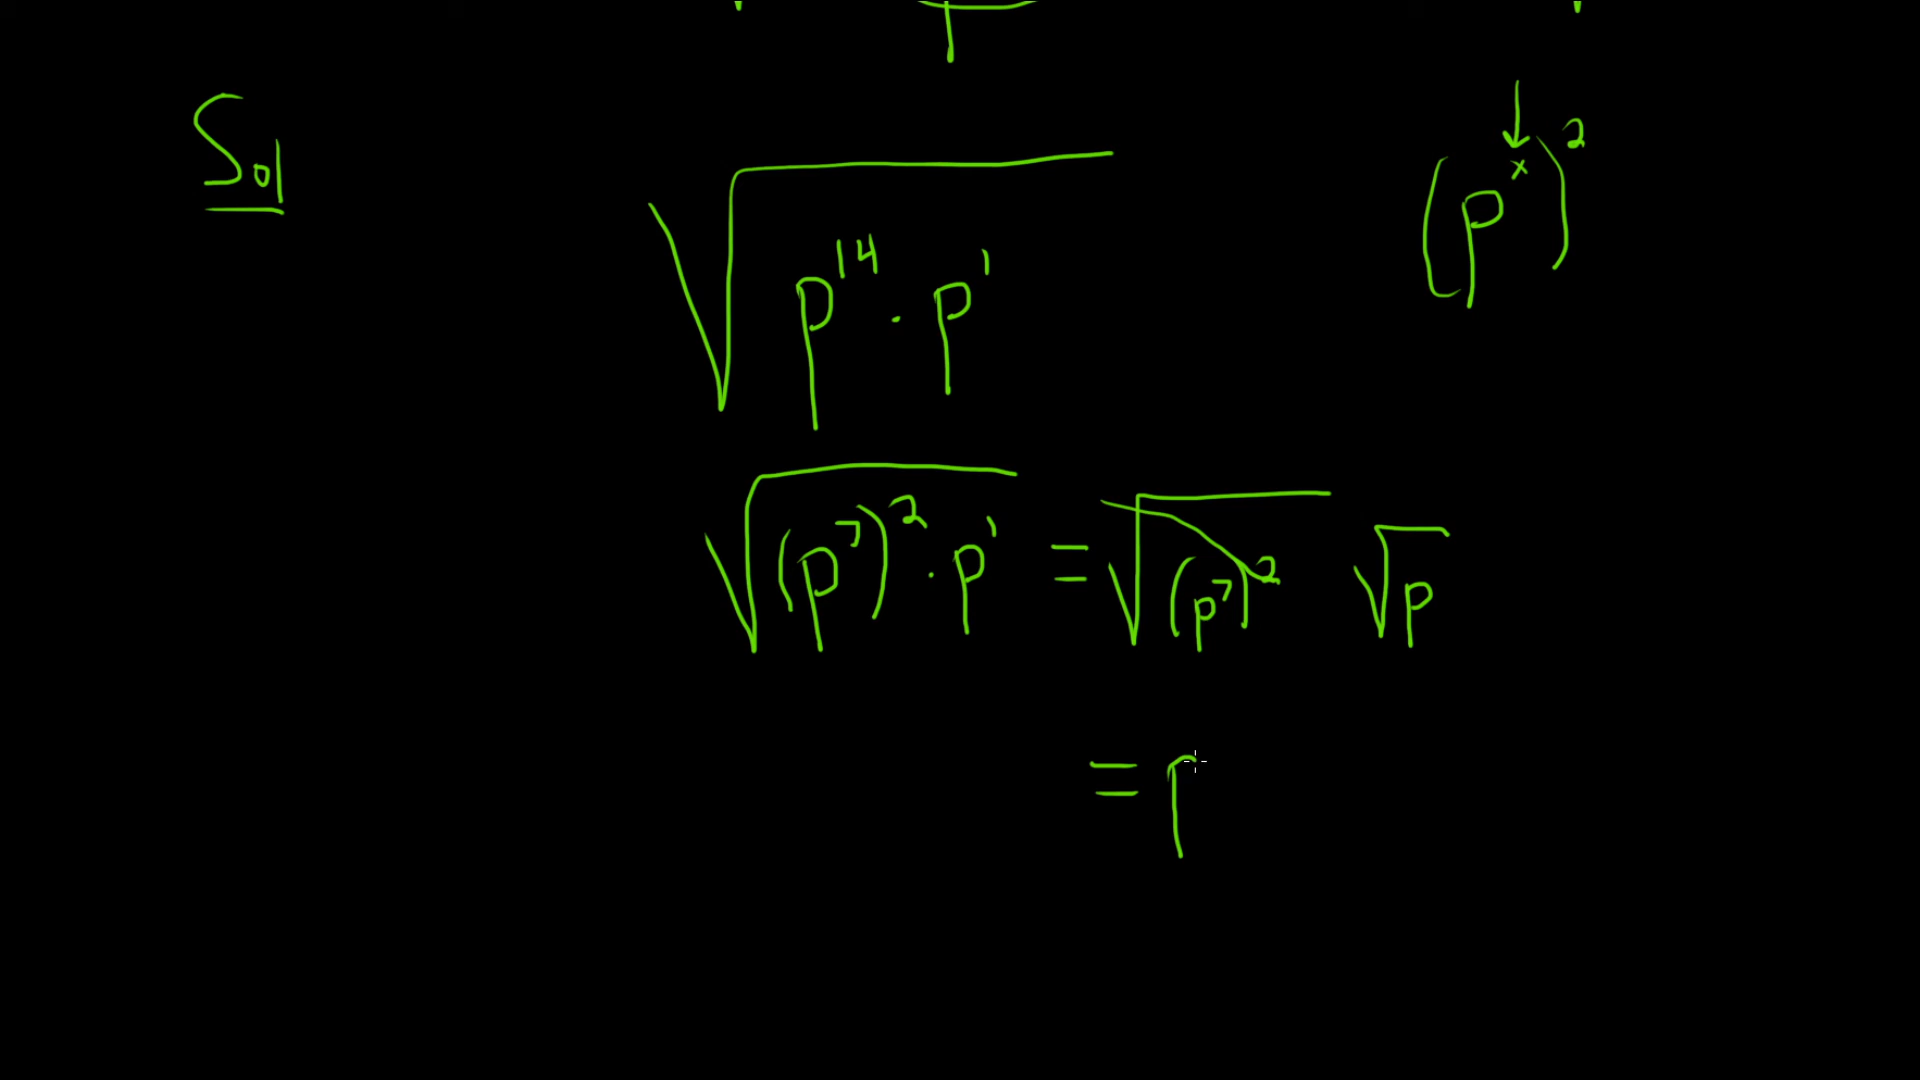 Sol
√(p^14 · p^1)
(p^x)^2
√((p^7)^2 · p^1) = √((p^7)^2) √p
=